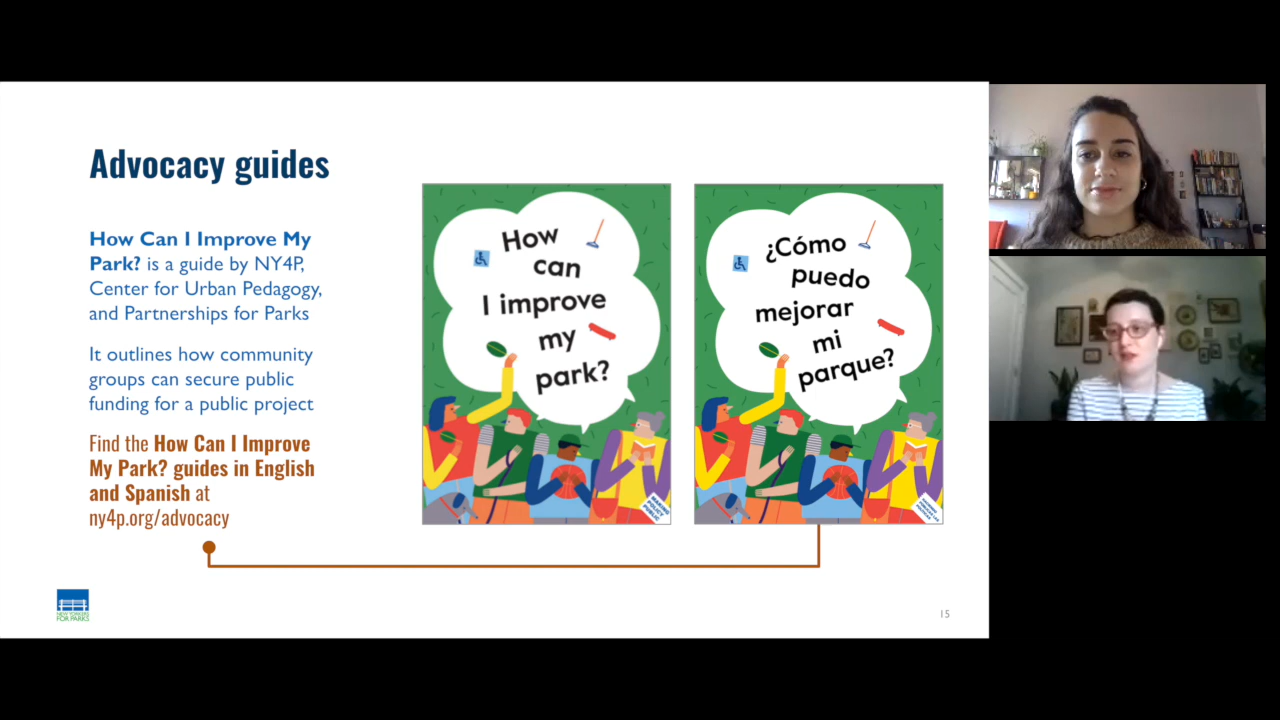 Advocacy guides
How Can I Improve My
Park? is a guide by NY4P,
Center for Urban Pedagogy,
and Partnerships for Parks
It outlines how community
groups can secure public
funding for a public project
Find the How Can I Improve
My Park? guides in English
and Spanish at
ny4p.org/advocacy
How
can
I improve
my
park?
MAKING
POLICY
PUBLIC
¿Cómo
puedo
mejorar
mi
parque?
NEW YORKERS
FOR PARKS
15